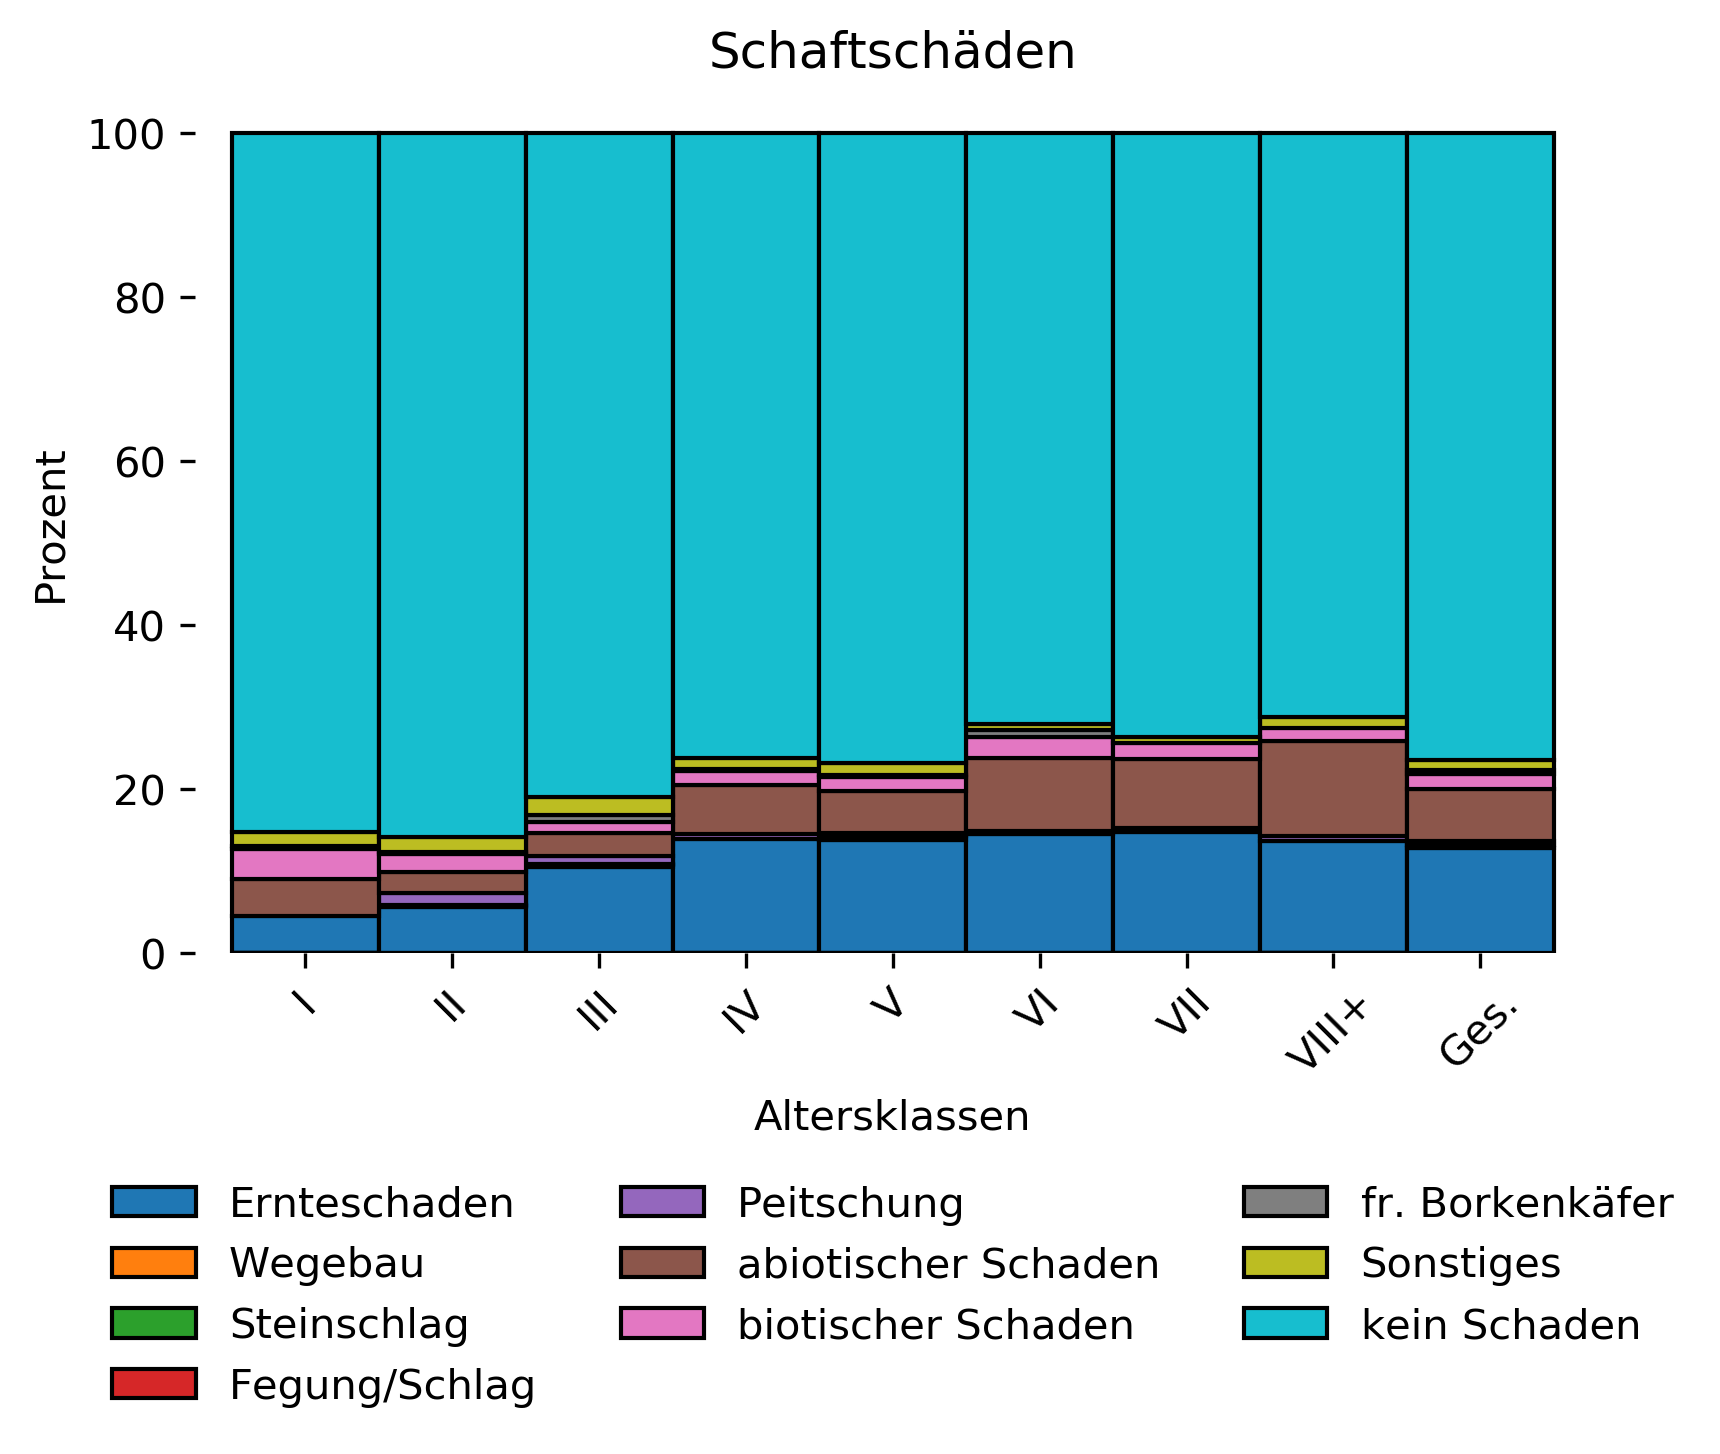 Schaftschäden
100
80
60
40
20
0
Prozent
I
II
III
IV
V
VI
VII
VIII+
Ges.
Altersklassen
Ernteschaden
Wegebau
Steinschlag
Fegung/Schlag
Peitschung
abiotischer Schaden
biotischer Schaden
fr. Borkenkäfer
Sonstiges
kein Schaden